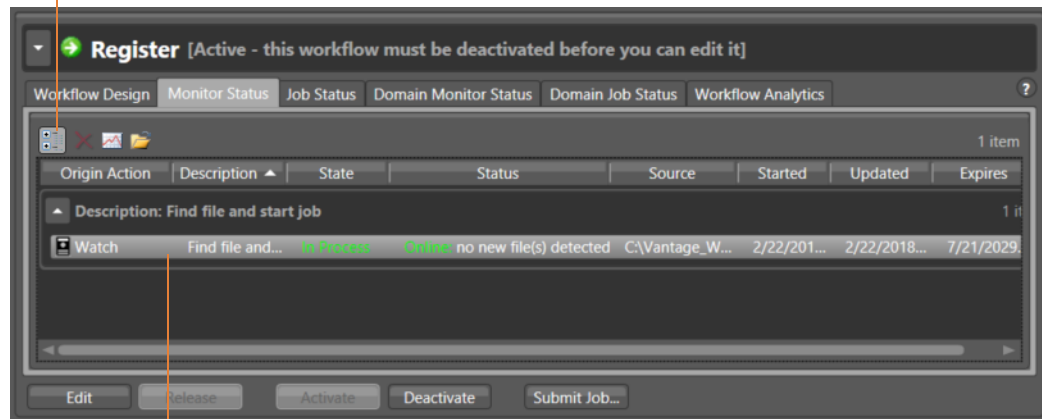 Register [Active - this workflow must be deactivated before you can edit it]
Workflow Design Monitor Status Job Status Domain Monitor Status Domain Job Status Workflow Analytics ?
1 item
Origin Action Description State Status Source Started Updated Expires
Description: Find file and start job 1 it
Watch Find file and... In Process Online: no new file(s) detected C:\Vantage_W... 2/22/201... 2/22/2018... 7/21/2029...
Edit Release Activate Deactivate Submit Job...